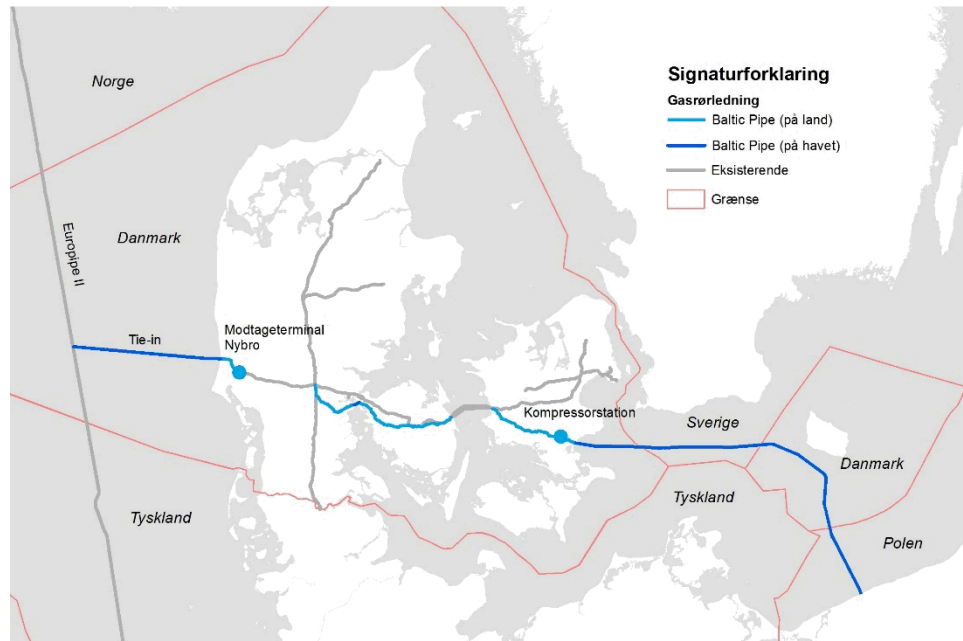 Norge
Signaturforklaring
Gasrørledning
Baltic Pipe (på land)
Baltic Pipe (på havet)
Eksisterende
Grænse
Europipe II
Danmark
Tie-in
Modtageterminal
Nybro
Kompressorstation
Sverige
Danmark
Tyskland
Tyskland
Polen